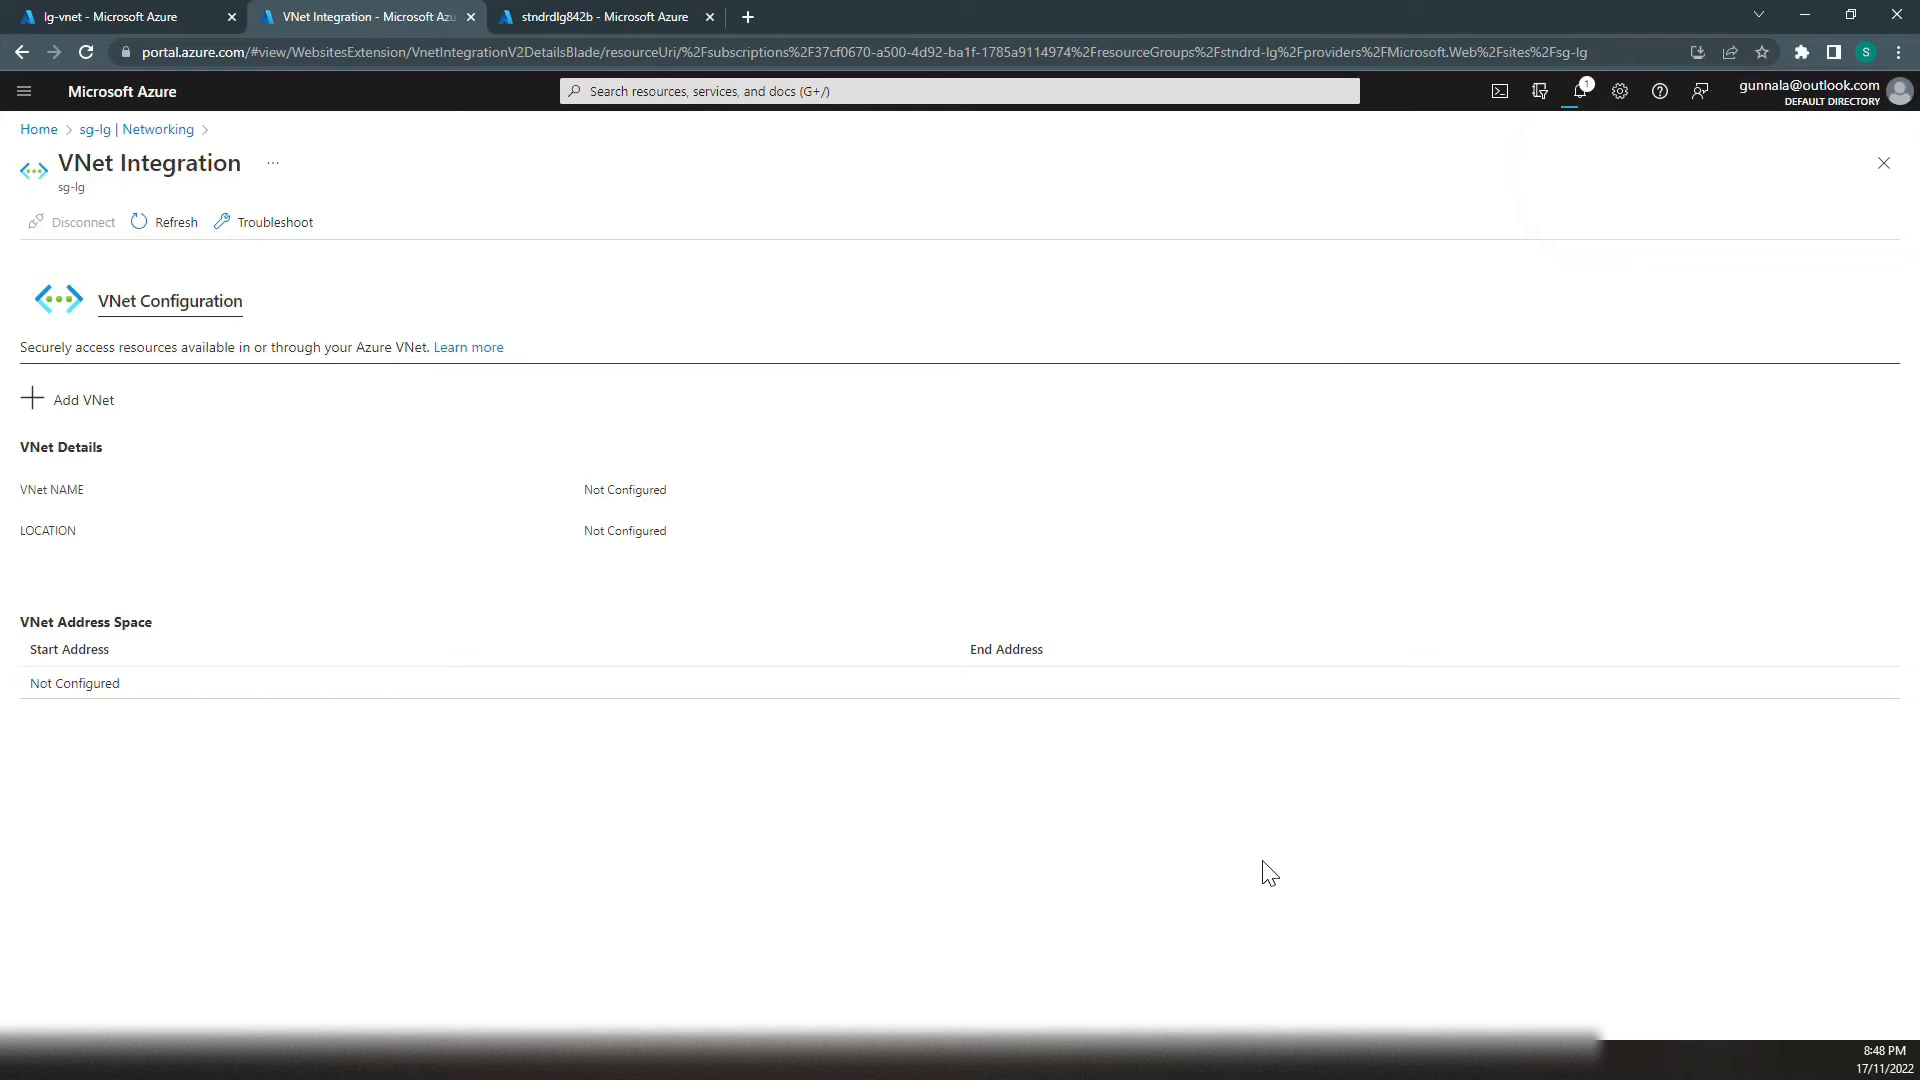 lg-vnet - Microsoft Azure
VNet Integration - Microsoft Azu
stndrdlg842b - Microsoft Azure
portal.azure.com/#view/WebsitesExtension/VnetIntegrationV2DetailsBlade/resourceUri/%2Fsubscriptions%2F37cf0670-a500-4d92-ba1f-1785a9114974%2FresourceGroups%2Fstndrd-lg%2Fproviders%2FMicrosoft.Web%2Fsites%2Fsg-lg
S
Microsoft Azure
Search resources, services, and docs (G+/)
1
gunnala@outlook.com
DEFAULT DIRECTORY
Home > sg-lg | Networking >
VNet Integration ...
sg-lg
Disconnect Refresh Troubleshoot
VNet Configuration
Securely access resources available in or through your Azure VNet. Learn more
Add VNet
VNet Details
VNet NAME Not Configured
LOCATION Not Configured
VNet Address Space
Start Address End Address
Not Configured
8:48 PM
17/11/2022